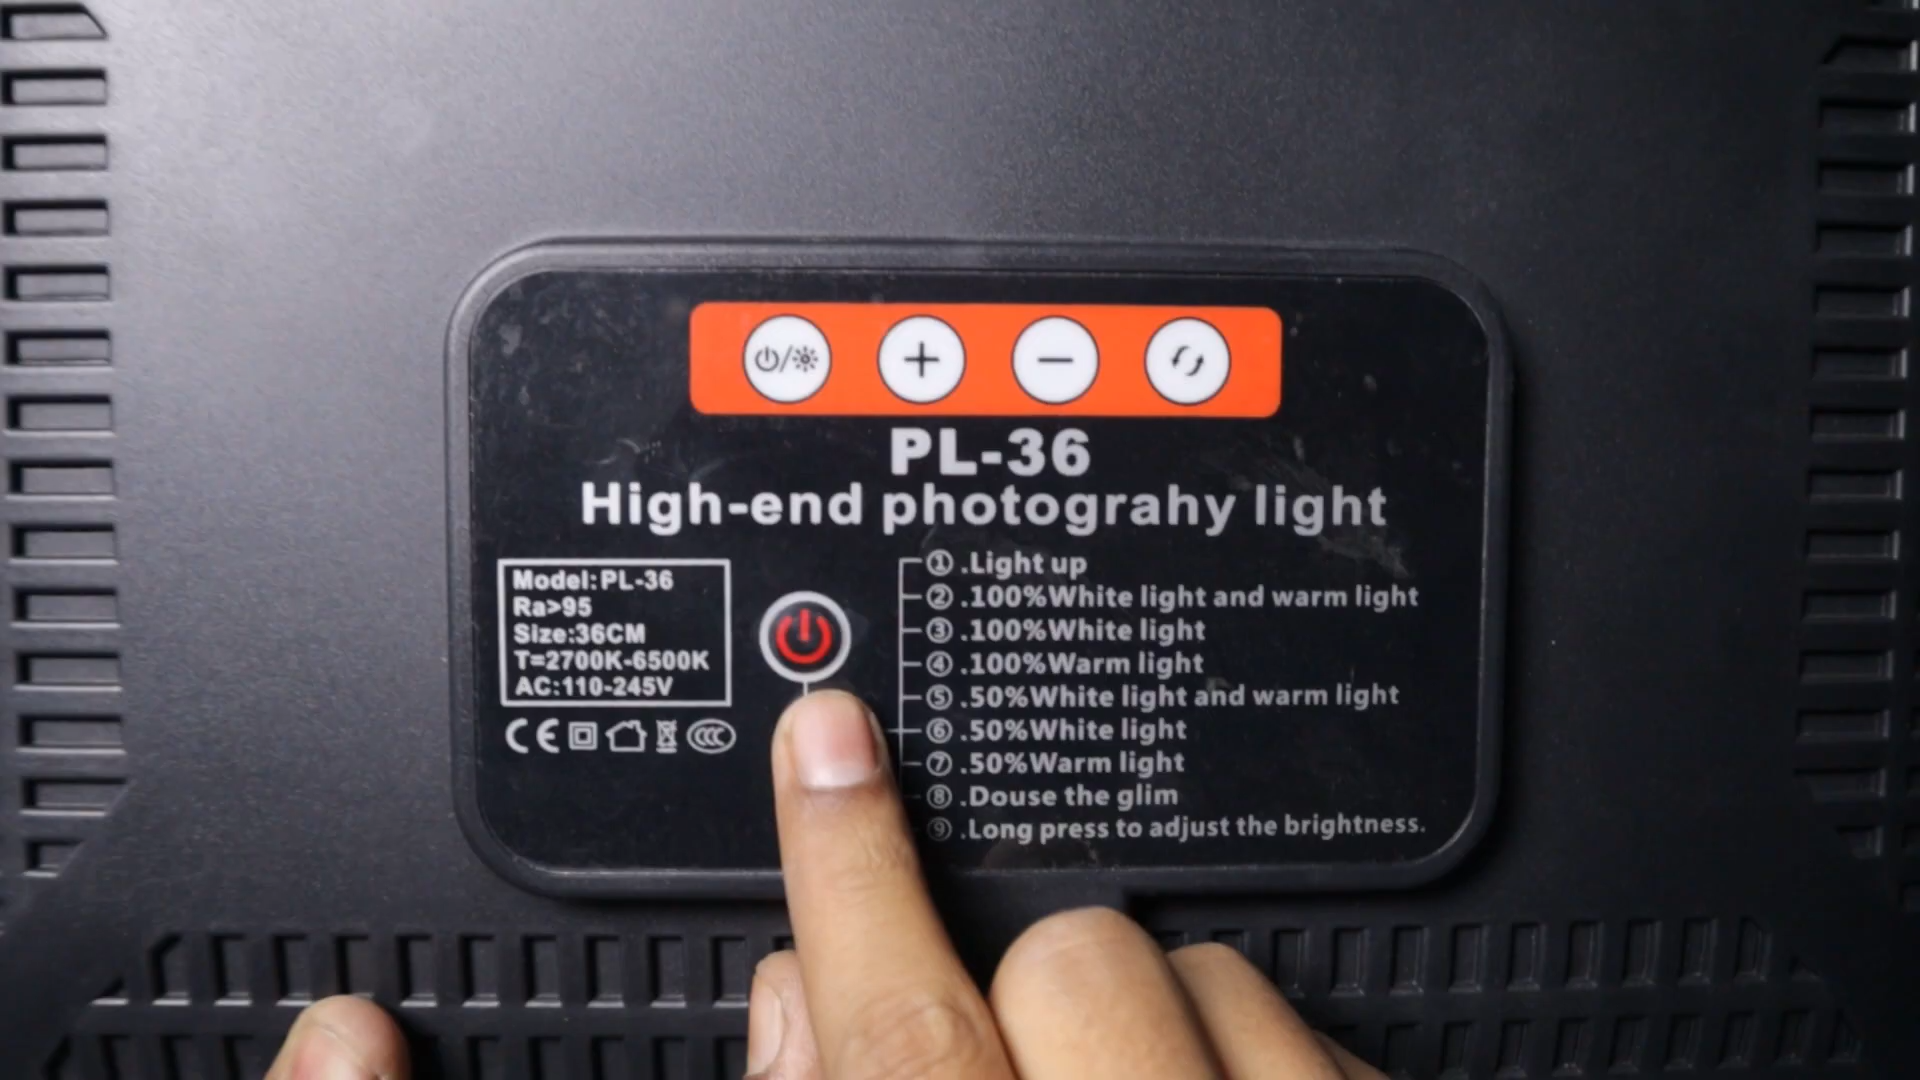 PL-36
High-end photograhy light
Model:PL-36
Ra>95
Size:36CM
T=2700K-6500K
AC:110-245V
CE
CCC
① .Light up
② .100%White light and warm light
③ .100%White light
④ .100%Warm light
⑤ .50%White light and warm light
⑥ .50%White light
⑦ .50%Warm light
⑧ .Douse the glim
⑨ .Long press to adjust the brightness.